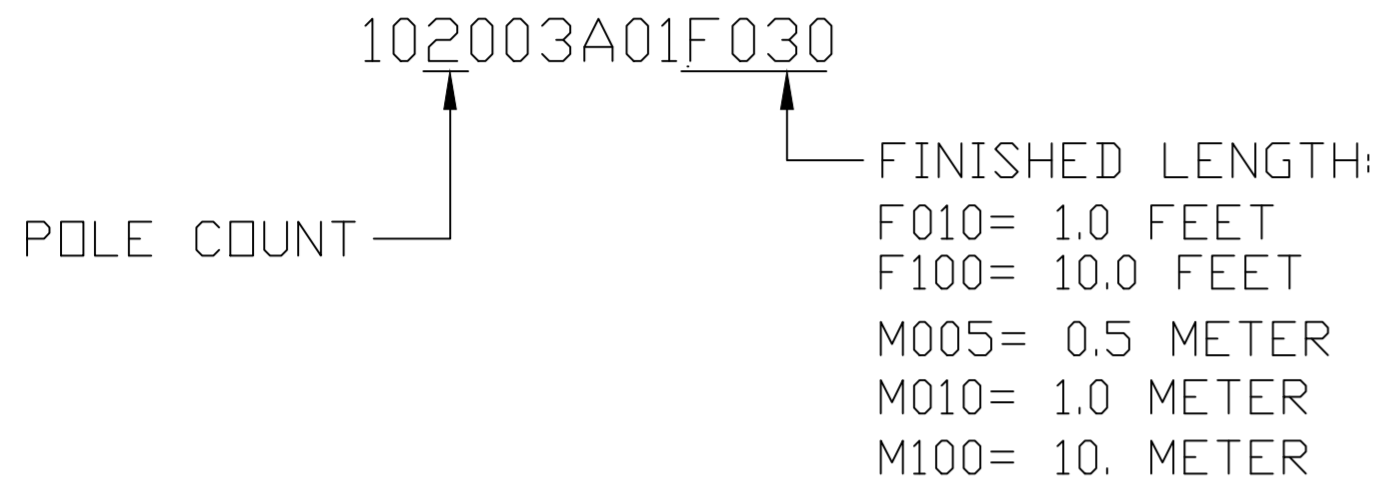 102003A01F030
FINISHED LENGTH:
POLE COUNT
F010= 1.0 FEET
F100= 10.0 FEET
M005= 0.5 METER
M010= 1.0 METER
M100= 10. METER